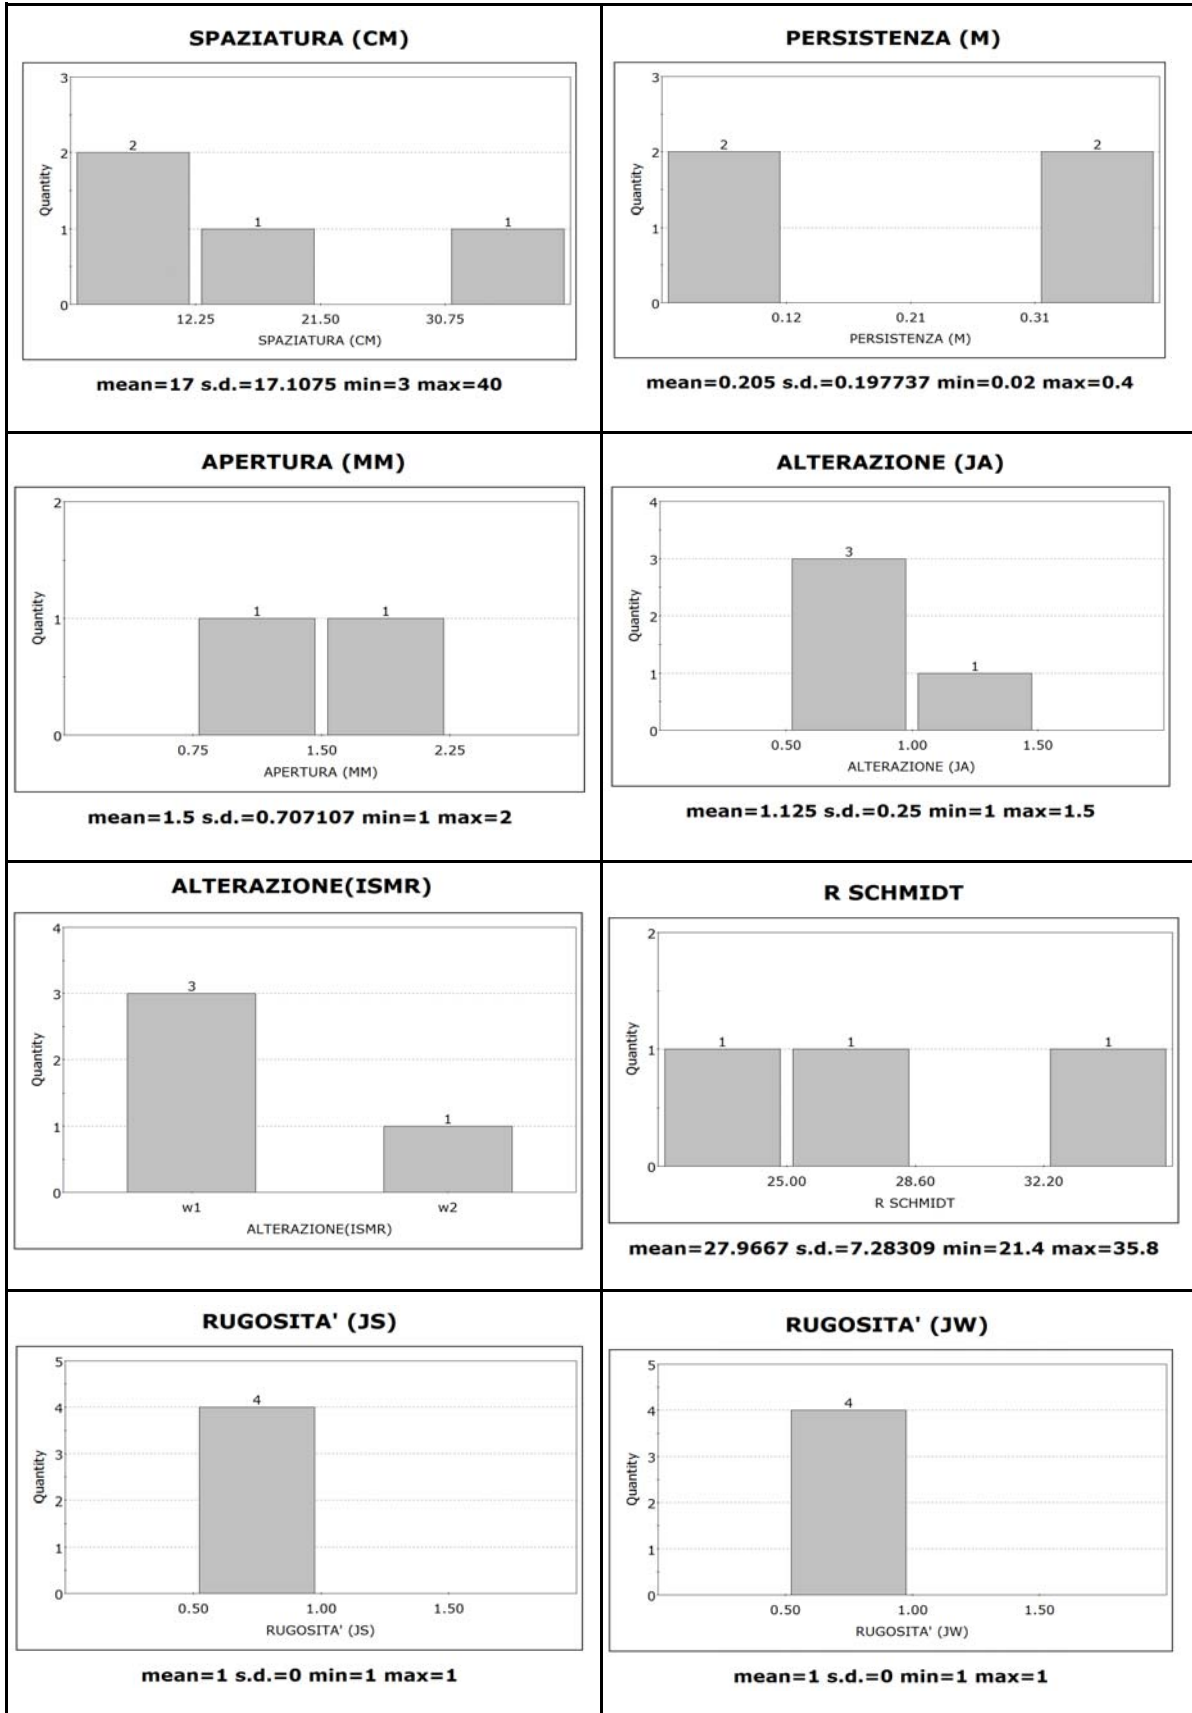 SPAZIATURA (CM)
3
2
1
0
Quantity
2
1
1
12.25 21.50 30.75
SPAZIATURA (CM)
mean=17 s.d.=17.1075 min=3 max=40
PERSISTENZA (M)
3
2
1
0
Quantity
2
2
0.12 0.21 0.31
PERSISTENZA (M)
mean=0.205 s.d.=0.197737 min=0.02 max=0.4
APERTURA (MM)
2
1
0
Quantity
1
1
0.75 1.50 2.25
APERTURA (MM)
mean=1.5 s.d.=0.707107 min=1 max=2
ALTERAZIONE (JA)
4
3
2
1
0
Quantity
3
1
0.50 1.00 1.50
ALTERAZIONE (JA)
mean=1.125 s.d.=0.25 min=1 max=1.5
ALTERAZIONE(ISMR)
4
3
2
1
0
Quantity
3
1
w1 w2
ALTERAZIONE(ISMR)
R SCHMIDT
2
1
0
Quantity
1
1
1
25.00 28.60 32.20
R SCHMIDT
mean=27.9667 s.d.=7.28309 min=21.4 max=35.8
RUGOSITA' (JS)
5
4
3
2
1
0
Quantity
4
0.50 1.00 1.50
RUGOSITA' (JS)
mean=1 s.d.=0 min=1 max=1
RUGOSITA' (JW)
5
4
3
2
1
0
Quantity
4
0.50 1.00 1.50
RUGOSITA' (JW)
mean=1 s.d.=0 min=1 max=1